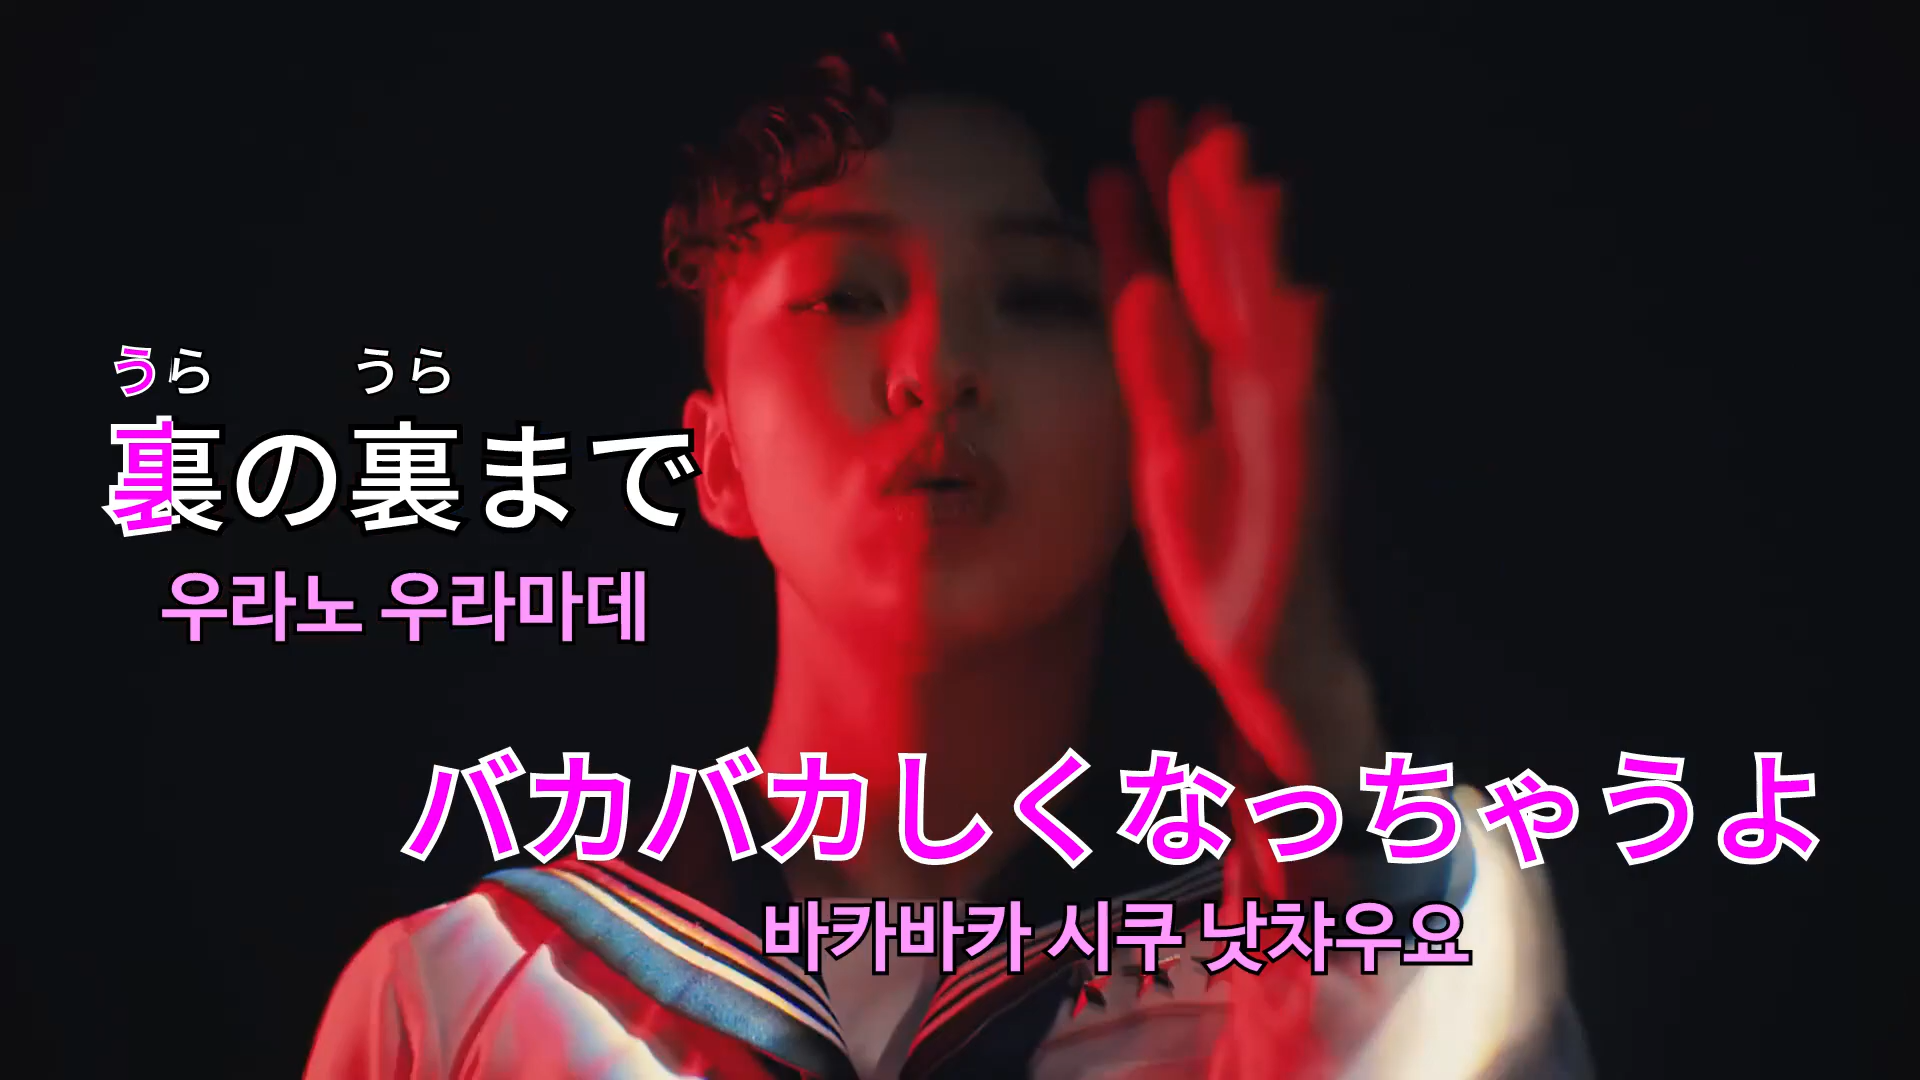 うら うら
裏の裏まで
우라노 우라마데
バカバカしくなっちゃうよ
바카바카 시쿠 낫챠우요